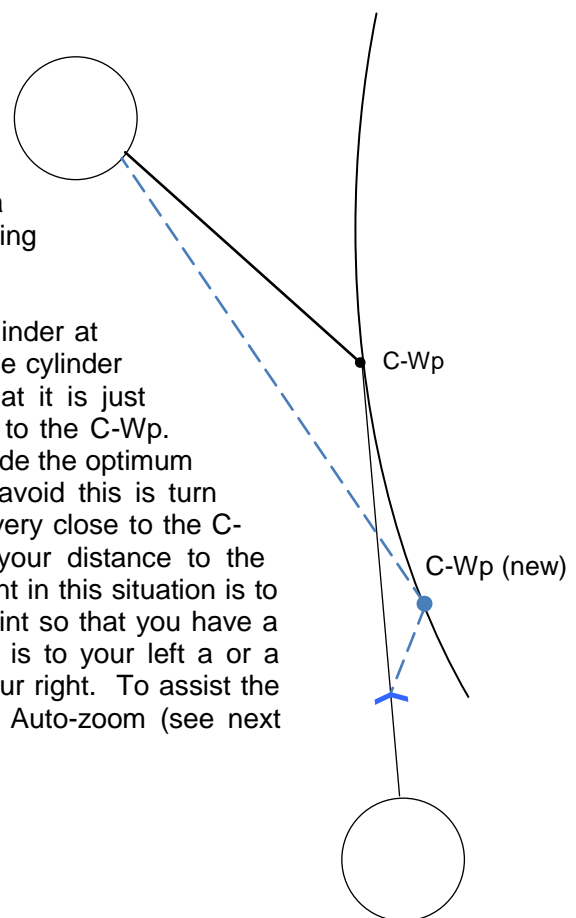 a
ing
inder at
e cylinder
at it is just
to the C-Wp.
de the optimum
avoid this is turn
very close to the C-
your distance to the
nt in this situation is to
int so that you have a
is to your left a or a
ur right. To assist the
Auto-zoom (see next
C-Wp
C-Wp (new)